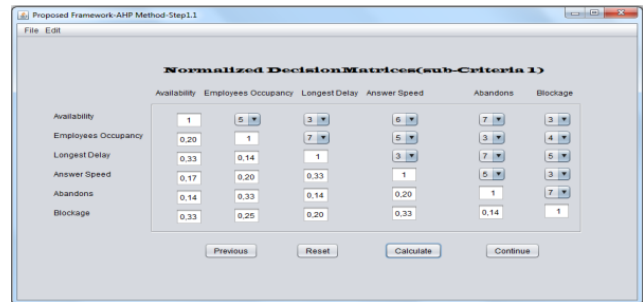 Proposed Framework-AHP Method-Step1.1
File Edit
Normalized DecisionMatrices(sub-Criteria 1)
Availability Employees Occupancy Longest Delay Answer Speed Abandons Blockage
Availability 1 5 3 6 7 3
Employees Occupancy 0,20 1 7 5 3 4
Longest Delay 0,33 0,14 1 3 7 5
Answer Speed 0,17 0,20 0,33 1 5 3
Abandons 0,14 0,33 0,14 0,20 1 7
Blockage 0,33 0,25 0,20 0,33 0,14 1
Previous Reset Calculate Continue